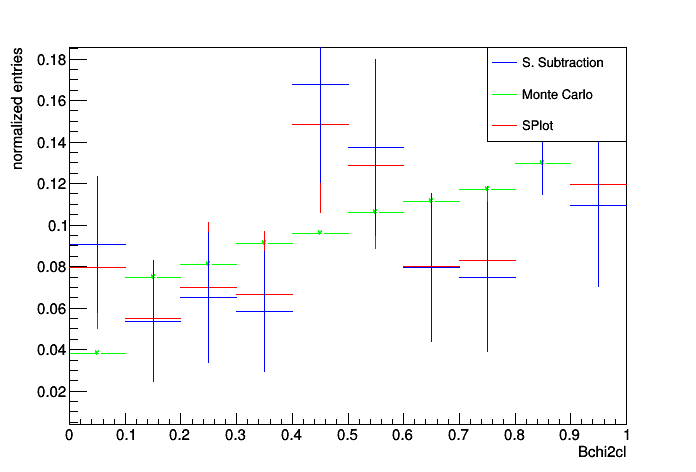 normalized entries
0.18
0.16
0.14
0.12
0.1
0.08
0.06
0.04
0.02
S. Subtraction
Monte Carlo
SPlot
0 0.1 0.2 0.3 0.4 0.5 0.6 0.7 0.8 0.9 1
Bchi2cl